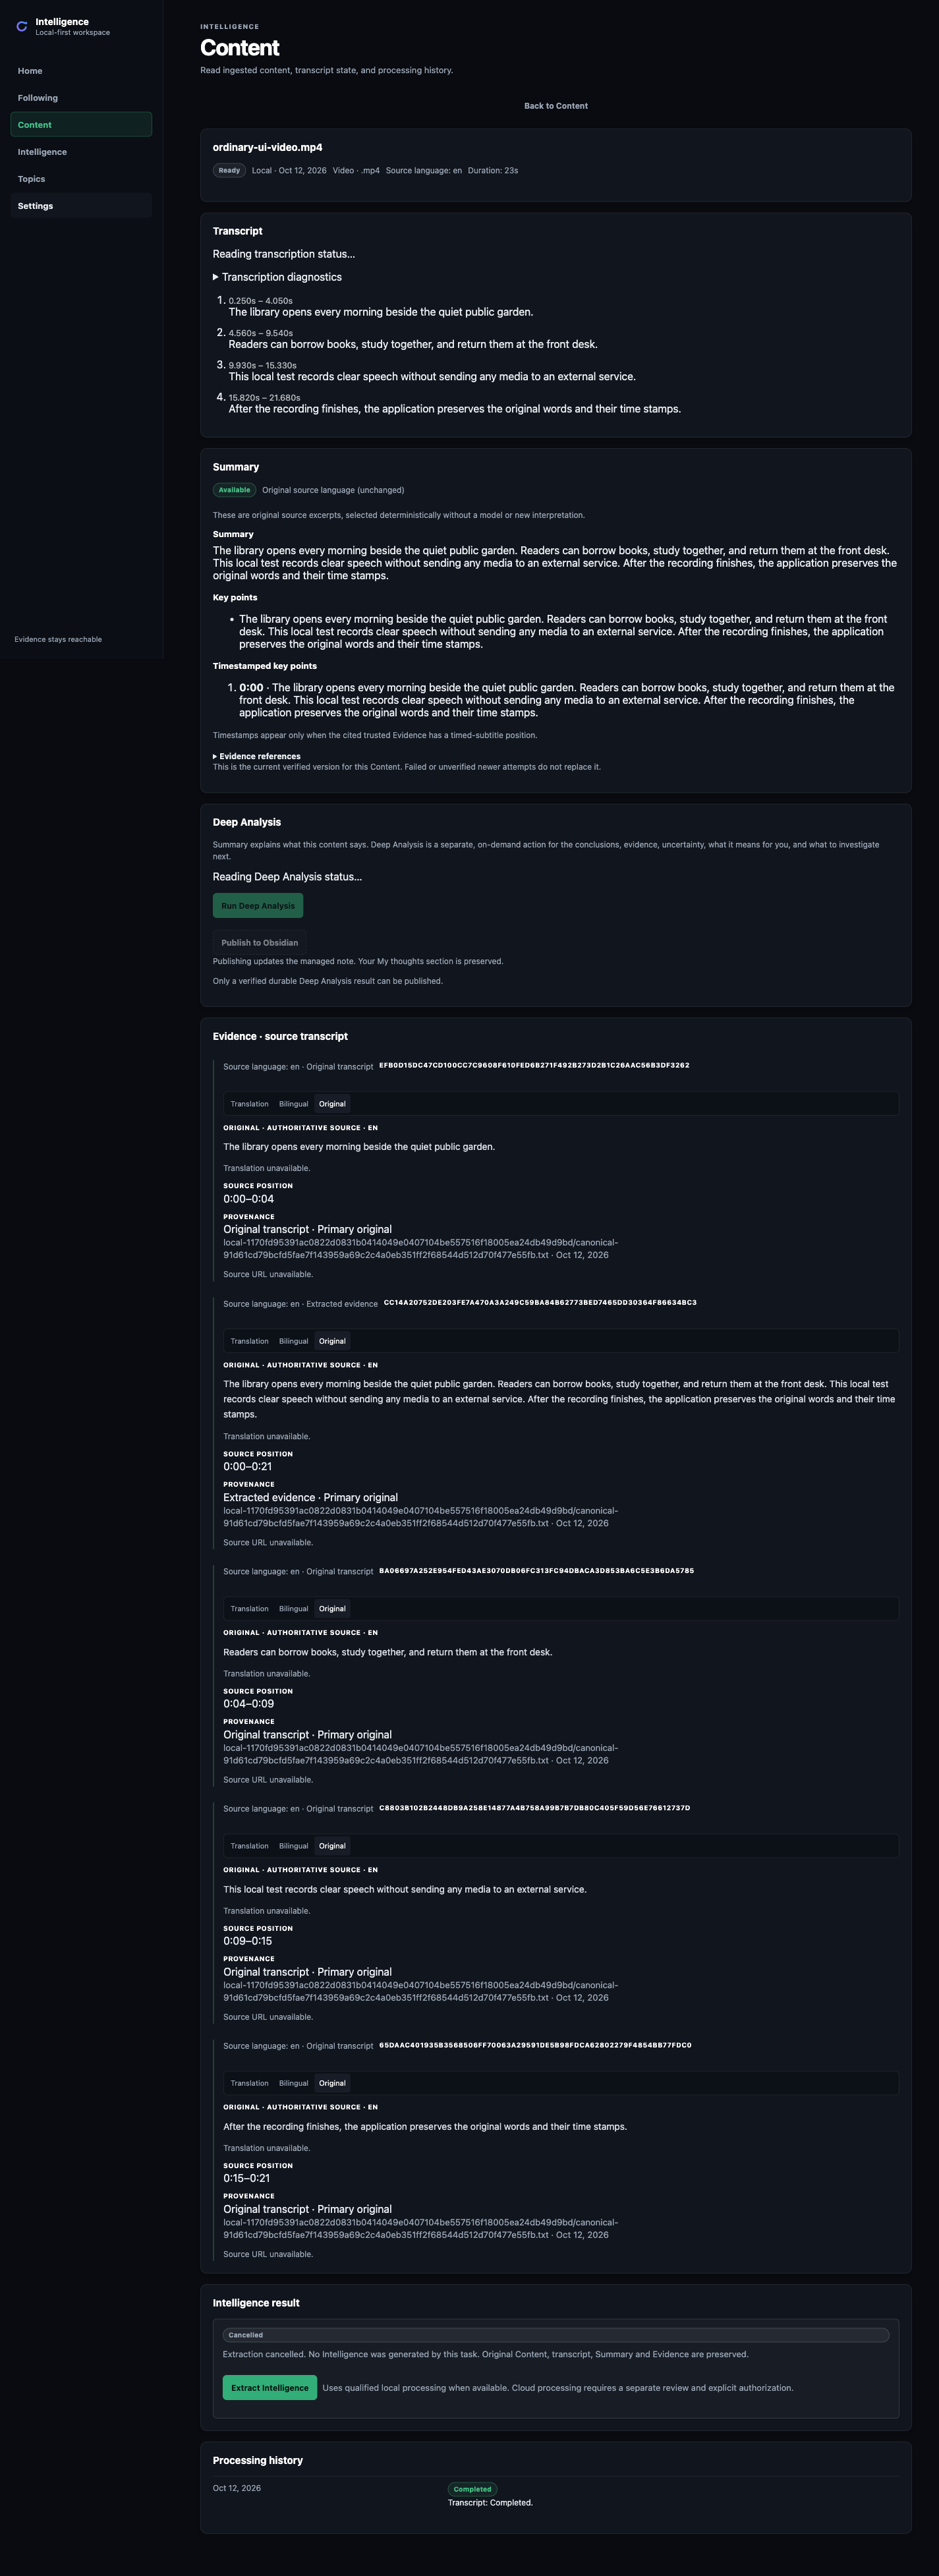 Intelligence
Local-first workspace
Home
Following
Content
Intelligence
Topics
Settings
Evidence stays reachable
INTELLIGENCE
Content
Read ingested content, transcript state, and processing history.
Back to Content
ordinary-ui-video.mp4
Ready Local · Oct 12, 2026 Video · .mp4 Source language: en Duration: 23s
Transcript
Reading transcription status...
Transcription diagnostics
1. 0.250s – 4.050s
The library opens every morning beside the quiet public garden.
2. 4.560s – 9.540s
Readers can borrow books, study together, and return them at the front desk.
3. 9.930s – 15.330s
This local test records clear speech without sending any media to an external service.
4. 15.820s – 21.680s
After the recording finishes, the application preserves the original words and their time stamps.
Summary
Available Original source language (unchanged)
These are original source excerpts, selected deterministically without a model or new interpretation.
Summary
The library opens every morning beside the quiet public garden. Readers can borrow books, study together, and return them at the front desk.
This local test records clear speech without sending any media to an external service. After the recording finishes, the application preserves the
original words and their time stamps.
Key points
• The library opens every morning beside the quiet public garden. Readers can borrow books, study together, and return them at the front
desk. This local test records clear speech without sending any media to an external service. After the recording finishes, the application
preserves the original words and their time stamps.
Timestamped key points
1. 0:00 · The library opens every morning beside the quiet public garden. Readers can borrow books, study together, and return them at the
front desk. This local test records clear speech without sending any media to an external service. After the recording finishes, the
application preserves the original words and their time stamps.
Timestamps appear only when the cited trusted Evidence has a timed-subtitle position.
Evidence references
This is the current verified version for this Content. Failed or unverified newer attempts do not replace it.
Deep Analysis
Summary explains what this content says. Deep Analysis is a separate, on-demand action for the conclusions, evidence, uncertainty, what it means for you, and what to investigate
next.
Reading Deep Analysis status...
Run Deep Analysis
Publish to Obsidian
Publishing updates the managed note. Your My thoughts section is preserved.
Only a verified durable Deep Analysis result can be published.
Evidence · source transcript
Source language: en · Original transcript EFB0D15DC47CD100CC7C9608F610FED6B271F492B273D2B1C26AAC56B3DF3262
Translation Bilingual Original
ORIGINAL · AUTHORITATIVE SOURCE · EN
The library opens every morning beside the quiet public garden.
Translation unavailable.
SOURCE POSITION
0:00–0:04
PROVENANCE
Original transcript · Primary original
local-1170fd95391ac0822d0831b0414049e0407104be557516f18005ea24db49d9bd/canonical-
91d61cd79bcfd5fae7f143959a69c2c4a0eb351ff2f68544d512d70f477e55fb.txt · Oct 12, 2026
Source URL unavailable.
Source language: en · Extracted evidence CC14A20752DE203FE7A470A3A249C59BA84B62773BED7465DD30364F86634BC3
Translation Bilingual Original
ORIGINAL · AUTHORITATIVE SOURCE · EN
The library opens every morning beside the quiet public garden. Readers can borrow books, study together, and return them at the front desk. This local test
records clear speech without sending any media to an external service. After the recording finishes, the application preserves the original words and their time
stamps.
Translation unavailable.
SOURCE POSITION
0:00–0:21
PROVENANCE
Extracted evidence · Primary original
local-1170fd95391ac0822d0831b0414049e0407104be557516f18005ea24db49d9bd/canonical-
91d61cd79bcfd5fae7f143959a69c2c4a0eb351ff2f68544d512d70f477e55fb.txt · Oct 12, 2026
Source URL unavailable.
Source language: en · Original transcript BA06697A252E954FED43AE3070DB06FC313FC94DBACA3D853BA6C5E3B6DA5785
Translation Bilingual Original
ORIGINAL · AUTHORITATIVE SOURCE · EN
Readers can borrow books, study together, and return them at the front desk.
Translation unavailable.
SOURCE POSITION
0:04–0:09
PROVENANCE
Original transcript · Primary original
local-1170fd95391ac0822d0831b0414049e0407104be557516f18005ea24db49d9bd/canonical-
91d61cd79bcfd5fae7f143959a69c2c4a0eb351ff2f68544d512d70f477e55fb.txt · Oct 12, 2026
Source URL unavailable.
Source language: en · Original transcript C8803B102B2448DB9A258E14877A4B758A99B7B7DB80C405F59D56E76612737D
Translation Bilingual Original
ORIGINAL · AUTHORITATIVE SOURCE · EN
This local test records clear speech without sending any media to an external service.
Translation unavailable.
SOURCE POSITION
0:09–0:15
PROVENANCE
Original transcript · Primary original
local-1170fd95391ac0822d0831b0414049e0407104be557516f18005ea24db49d9bd/canonical-
91d61cd79bcfd5fae7f143959a69c2c4a0eb351ff2f68544d512d70f477e55fb.txt · Oct 12, 2026
Source URL unavailable.
Source language: en · Original transcript 65DAAC401935B3568506FF70063A29591DE5B98FDCA62802279F4854BB77FDC0
Translation Bilingual Original
ORIGINAL · AUTHORITATIVE SOURCE · EN
After the recording finishes, the application preserves the original words and their time stamps.
Translation unavailable.
SOURCE POSITION
0:15–0:21
PROVENANCE
Original transcript · Primary original
local-1170fd95391ac0822d0831b0414049e0407104be557516f18005ea24db49d9bd/canonical-
91d61cd79bcfd5fae7f143959a69c2c4a0eb351ff2f68544d512d70f477e55fb.txt · Oct 12, 2026
Source URL unavailable.
Intelligence result
Cancelled
Extraction cancelled. No Intelligence was generated by this task. Original Content, transcript, Summary and Evidence are preserved.
Extract Intelligence Uses qualified local processing when available. Cloud processing requires a separate review and explicit authorization.
Processing history
Oct 12, 2026 Completed
Transcript: Completed.